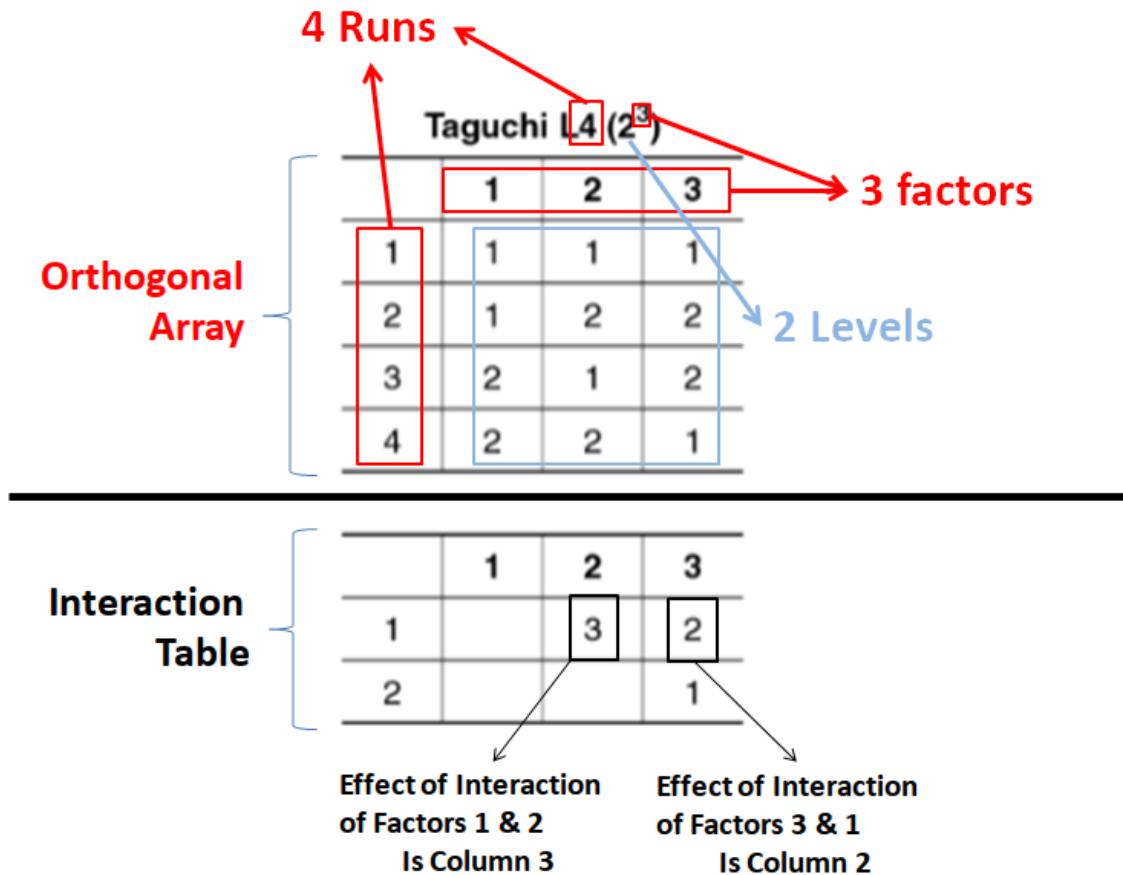 4 Runs
Taguchi L4 (2^3)
1 2 3
3 factors
1 1 1 1
Orthogonal
Array
2 1 2 2
2 Levels
3 2 1 2
4 2 2 1
1 2 3
Interaction
Table
1 3 2
2 1
Effect of Interaction
of Factors 1 & 2
Is Column 3
Effect of Interaction
of Factors 3 & 1
Is Column 2